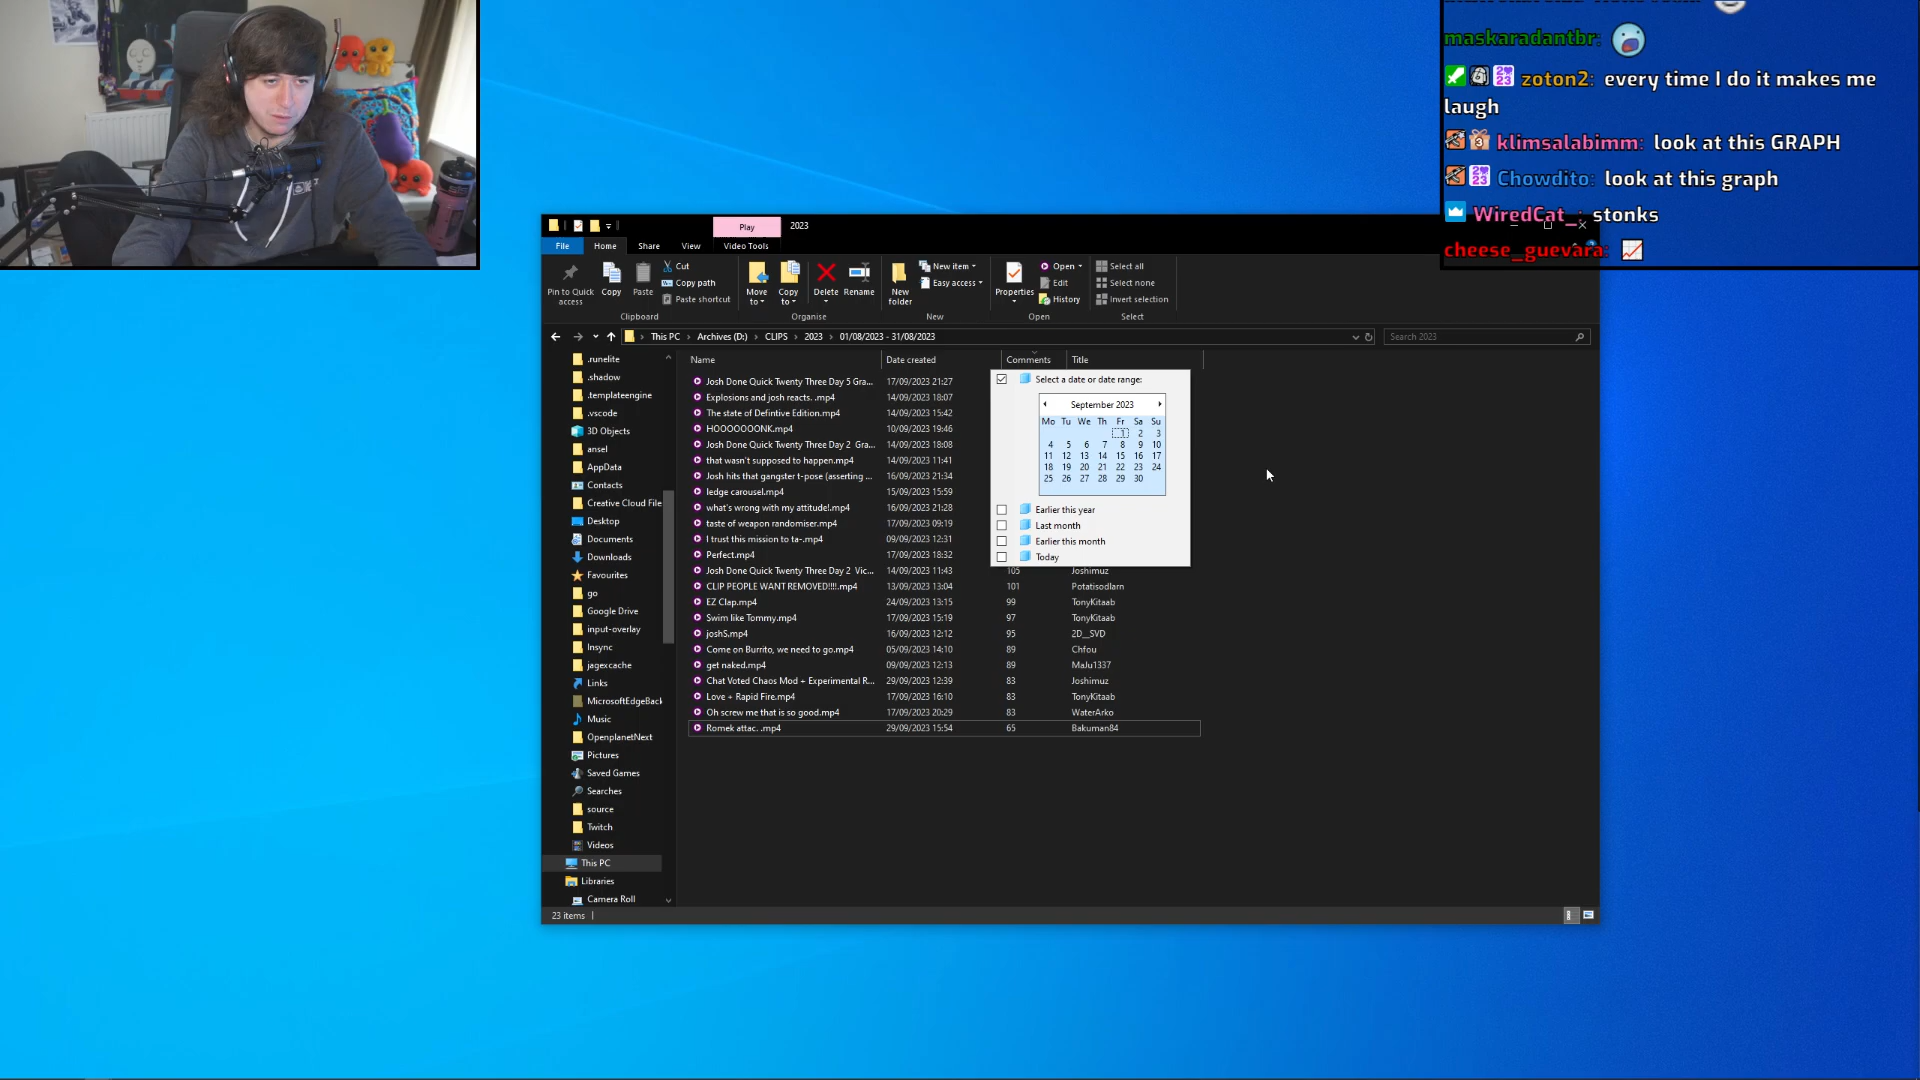 maskaradantbr:
zoton2: every time I do it makes me
laugh
klimsalabimm: look at this GRAPH
Chowdito: look at this graph
WiredCat_: stonks
cheese_guevara:
Play
2023
File
Home
Share
View
Video Tools
Pin to Quick
access
Copy
Paste
Cut
Copy path
Paste shortcut
Clipboard
Move
to
Copy
to
Delete
Rename
Organise
New
folder
New item
Easy access
New
Properties
Open
Edit
History
Open
Select all
Select none
Invert selection
Select
This PC
Archives (D:)
CLIPS
2023
01/08/2023 - 31/08/2023
Search 2023
.runelite
.shadow
.templateengine
.vscode
3D Objects
ansel
AppData
Contacts
Creative Cloud File
Desktop
Documents
Downloads
Favourites
go
Google Drive
input-overlay
Insync
jagexcache
Links
MicrosoftEdgeBack
Music
OpenplanetNext
Pictures
Saved Games
Searches
source
Twitch
Videos
This PC
Libraries
Camera Roll
Name Date created Comments Title
Josh Done Quick Twenty Three Day 5 Gra... 17/09/2023 21:27
Explosions and josh reacts. .mp4 14/09/2023 18:07
The state of Defintive Edition.mp4 14/09/2023 15:42
HOOOOOOONK.mp4 10/09/2023 19:46
Josh Done Quick Twenty Three Day 2 Gra... 14/09/2023 18:08
that wasn't supposed to happen.mp4 14/09/2023 11:41
Josh hits that gangster t-pose (asserting ... 16/09/2023 21:34
ledge carousel.mp4 15/09/2023 15:59
what's wrong with my attitude!.mp4 16/09/2023 21:28
taste of weapon randomiser.mp4 17/09/2023 09:19
I trust this mission to ta-.mp4 09/09/2023 12:31
Perfect.mp4 17/09/2023 18:32
Josh Done Quick Twenty Three Day 2 Vic... 14/09/2023 11:43 105 Joshimuz
CLIP PEOPLE WANT REMOVED!!!!.mp4 13/09/2023 13:04 101 Potatisodlarn
EZ Clap.mp4 24/09/2023 13:15 99 TonyKitaab
Swim like Tommy.mp4 17/09/2023 15:19 97 TonyKitaab
joshS.mp4 16/09/2023 12:12 95 2D__SVD
Come on Burrito, we need to go.mp4 05/09/2023 14:10 89 Chfou
get naked.mp4 09/09/2023 12:13 89 MaJu1337
Chat Voted Chaos Mod + Experimental R... 29/09/2023 12:39 83 Joshimuz
Love + Rapid Fire.mp4 17/09/2023 16:10 83 TonyKitaab
Oh screw me that is so good.mp4 17/09/2023 20:29 83 WaterArko
Romek attac. .mp4 29/09/2023 15:54 65 Bakuman84
Select a date or date range:
September 2023
Mo Tu We Th Fr Sa Su
1 2 3
4 5 6 7 8 9 10
11 12 13 14 15 16 17
18 19 20 21 22 23 24
25 26 27 28 29 30
Earlier this year
Last month
Earlier this month
Today
23 items